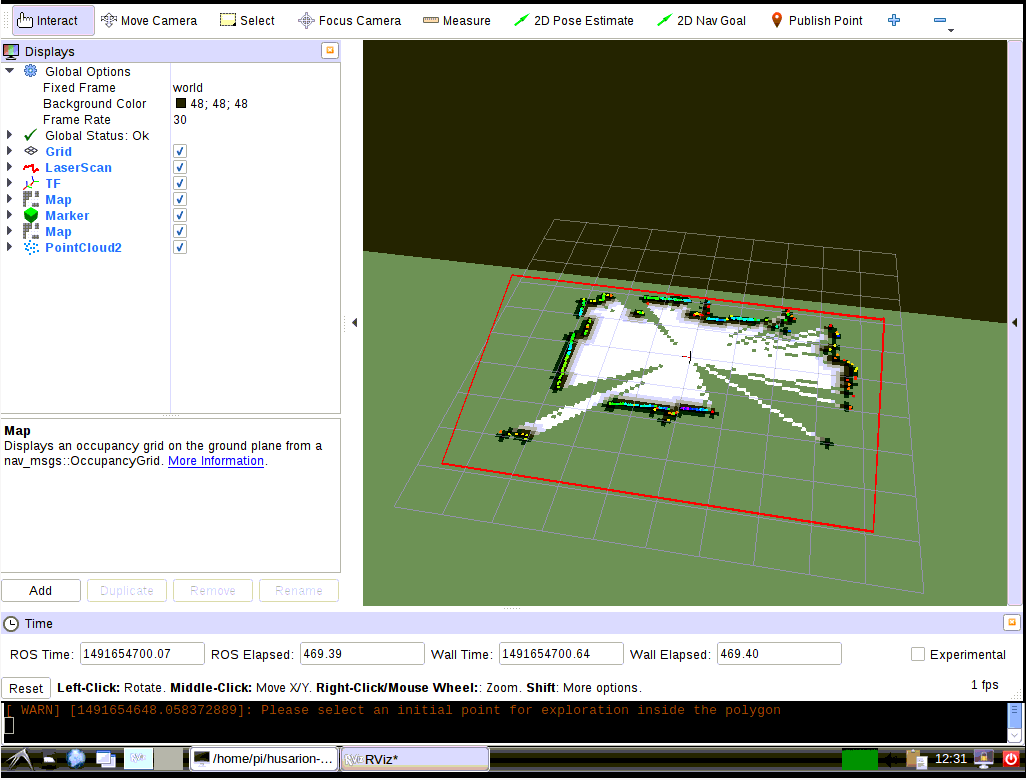 Interact Move Camera Select Focus Camera Measure 2D Pose Estimate 2D Nav Goal Publish Point
Displays
Global Options
Fixed Frame world
Background Color 48; 48; 48
Frame Rate 30
Global Status: Ok
Grid
LaserScan
TF
Map
Marker
Map
PointCloud2
Map
Displays an occupancy grid on the ground plane from a
nav_msgs::OccupancyGrid. More Information.
Add Duplicate Remove Rename
Time
ROS Time: 1491654700.07 ROS Elapsed: 469.39 Wall Time: 1491654700.64 Wall Elapsed: 469.40 Experimental
Reset Left-Click: Rotate. Middle-Click: Move X/Y. Right-Click/Mouse Wheel:: Zoom. Shift: More options. 1 fps
[ WARN] [1491654648.058372889]: Please select an initial point for exploration inside the polygon
/home/pi/husarion-... RViz* 12:31